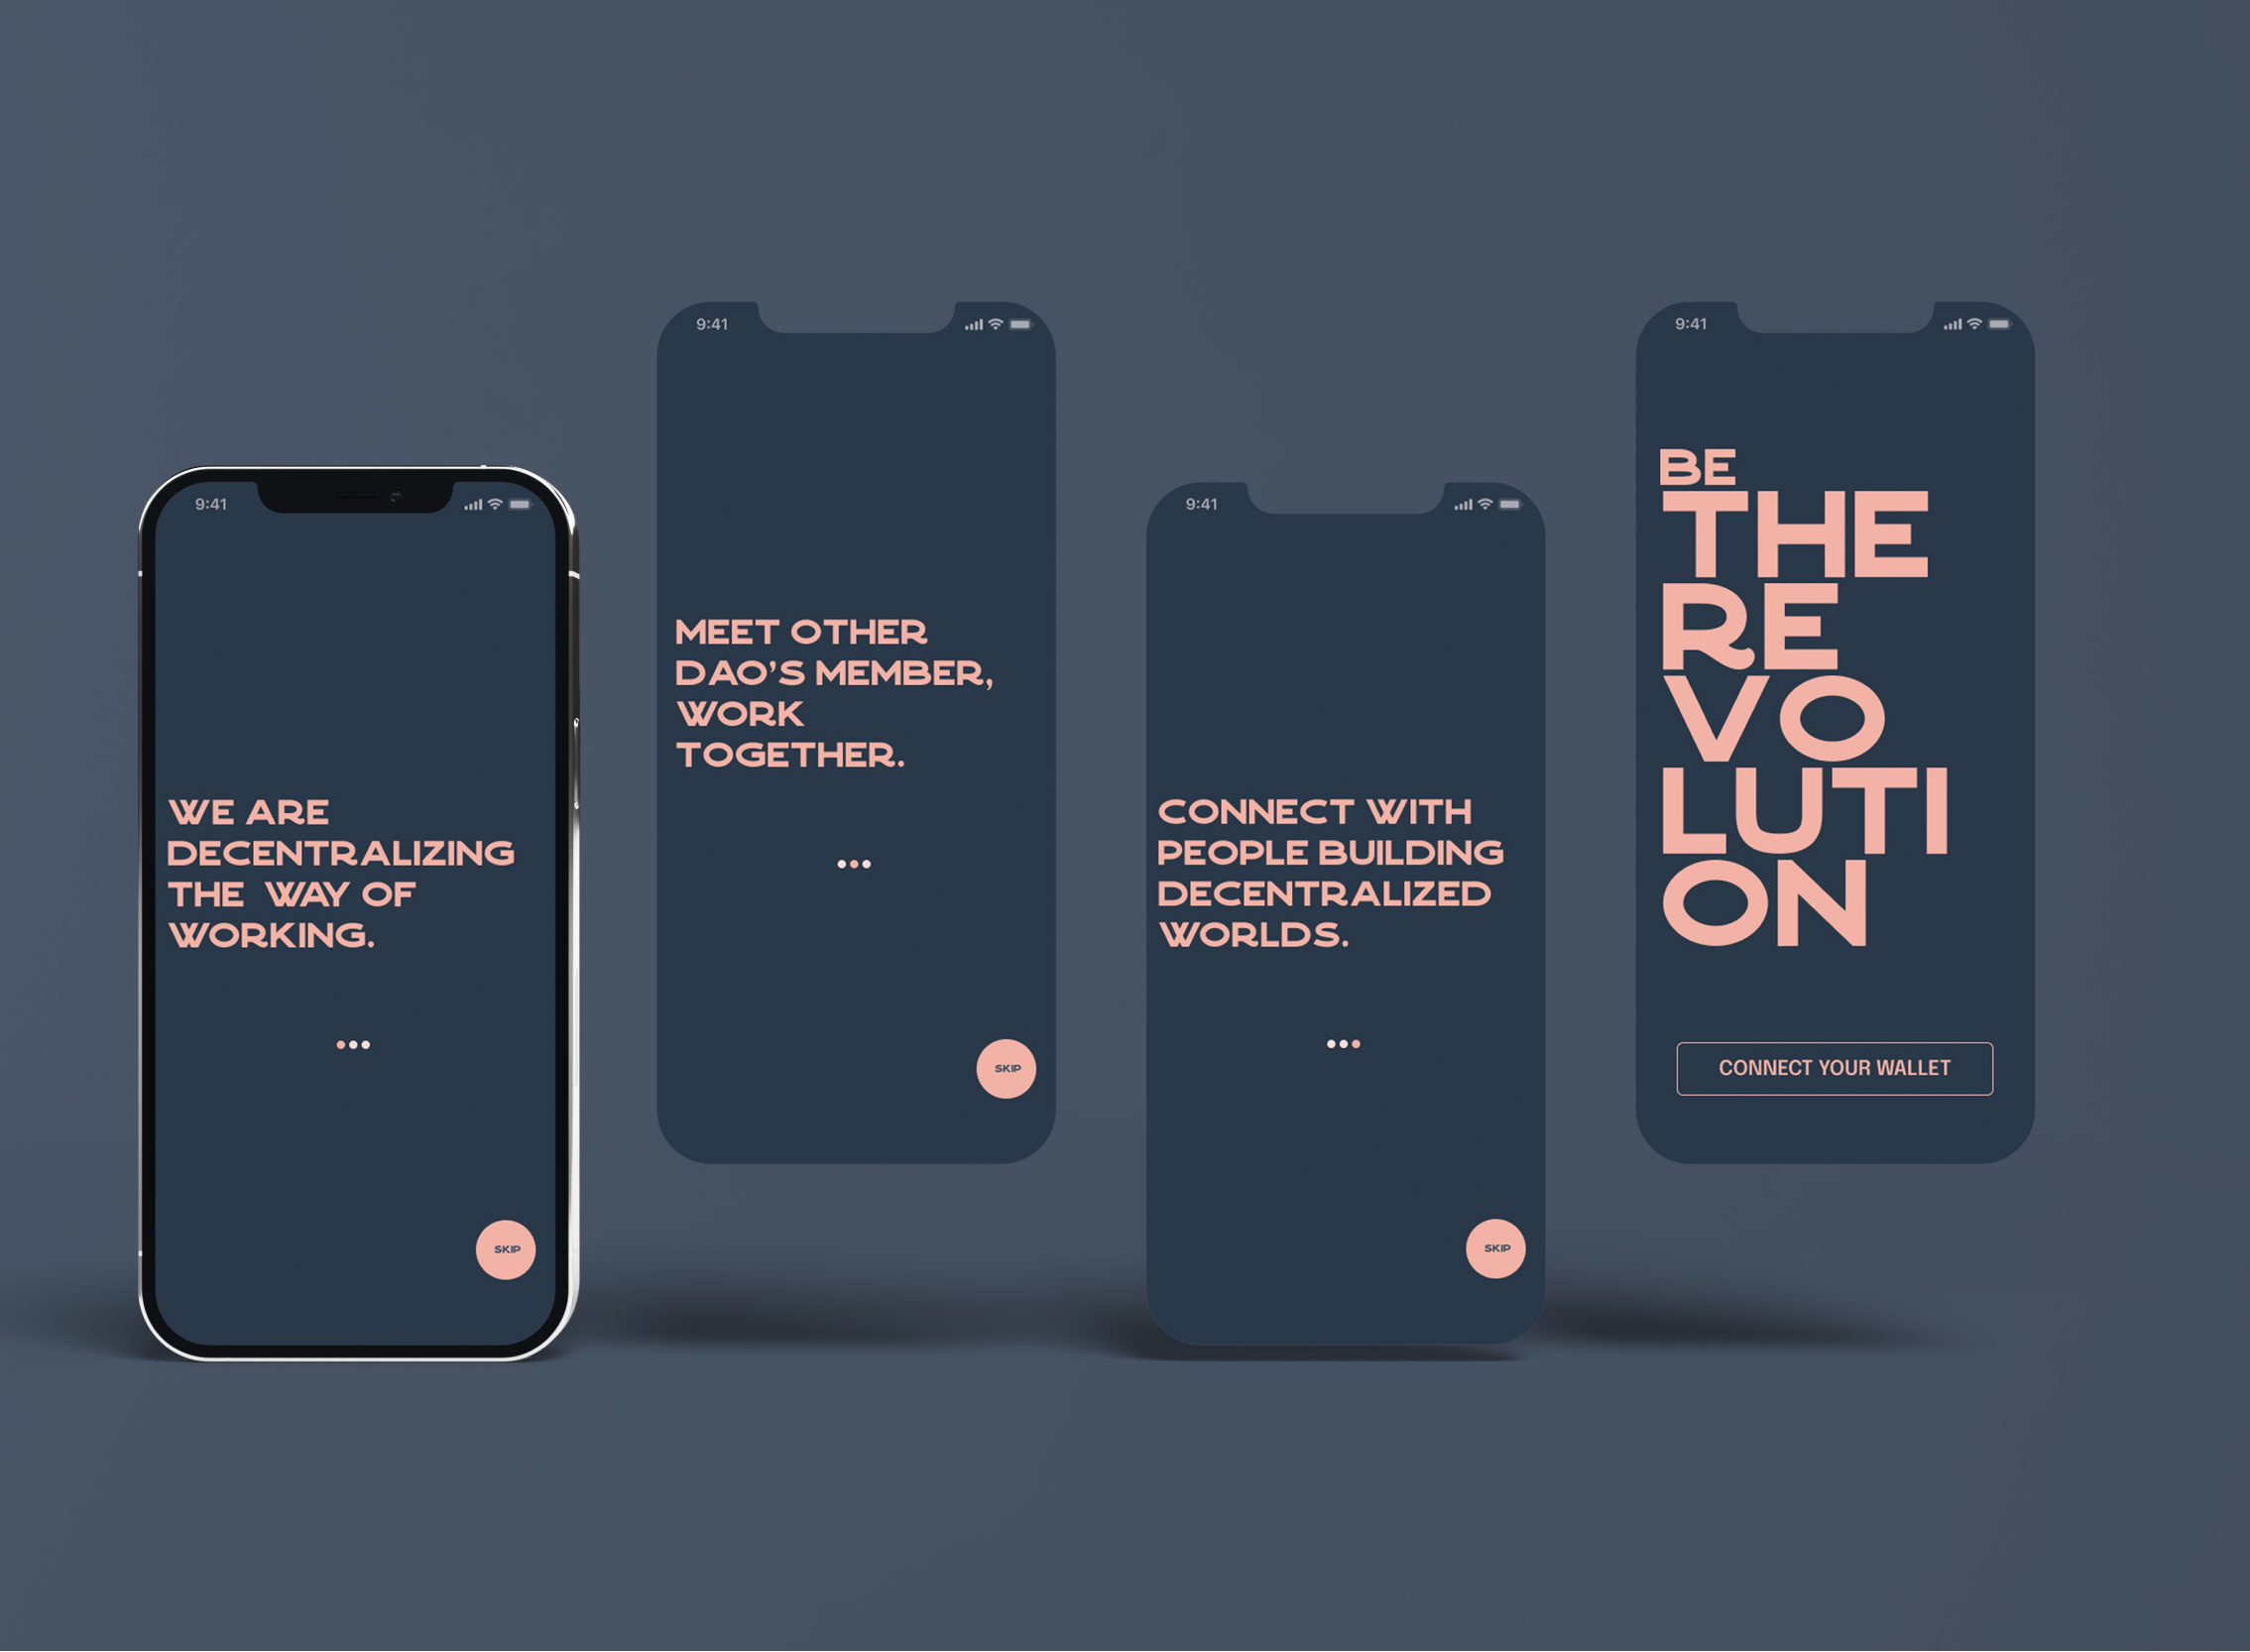 9:41
WE ARE
DECENTRALIZING
THE WAY OF
WORKING.
SKIP
9:41
MEET OTHER
DAO'S MEMBER,
WORK
TOGETHER.
SKIP
9:41
CONNECT WITH
PEOPLE BUILDING
DECENTRALIZED
WORLDS.
SKIP
9:41
BE
THE
RE
VO
LUTI
ON
CONNECT YOUR WALLET